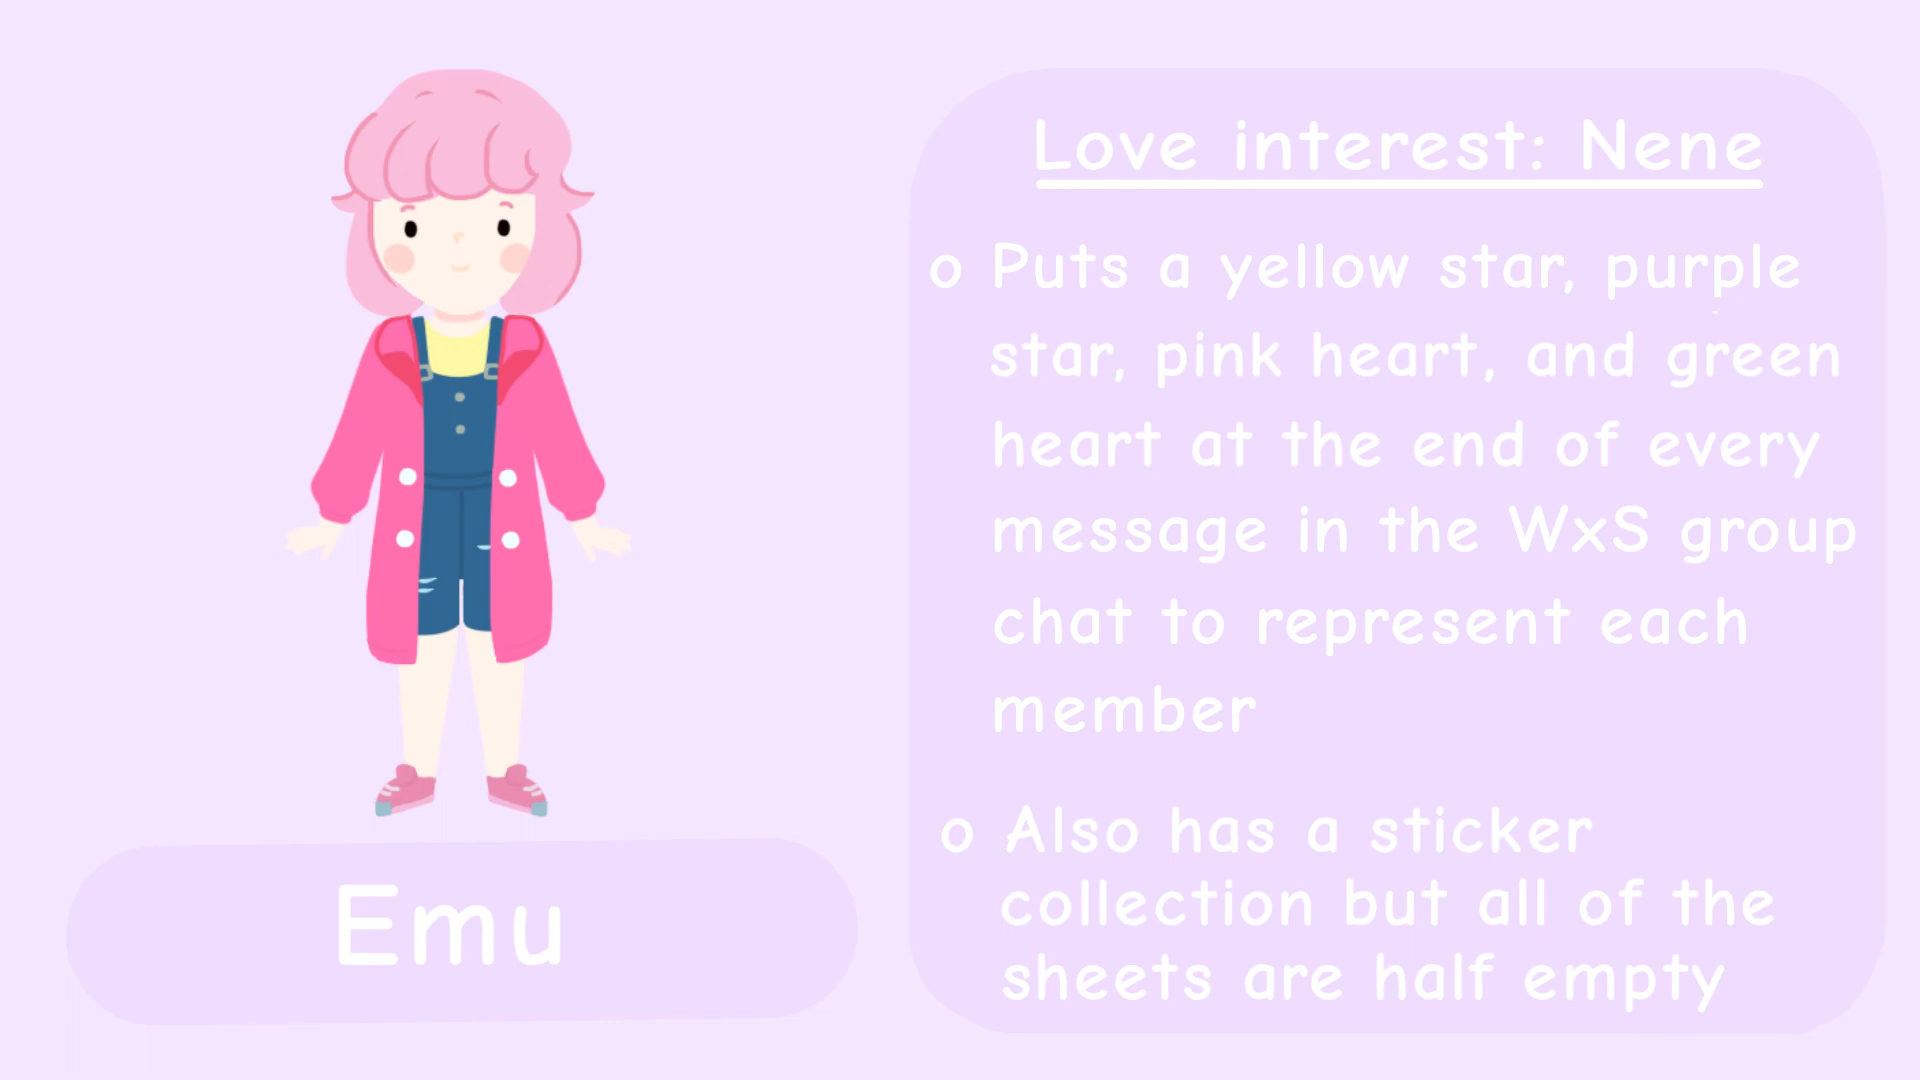 Love interest: Nene
o Puts a yellow star, purple
star, pink heart, and green
heart at the end of every
message in the WxS group
chat to represent each
member
o Also has a sticker
collection but all of the
sheets are half empty
Emu